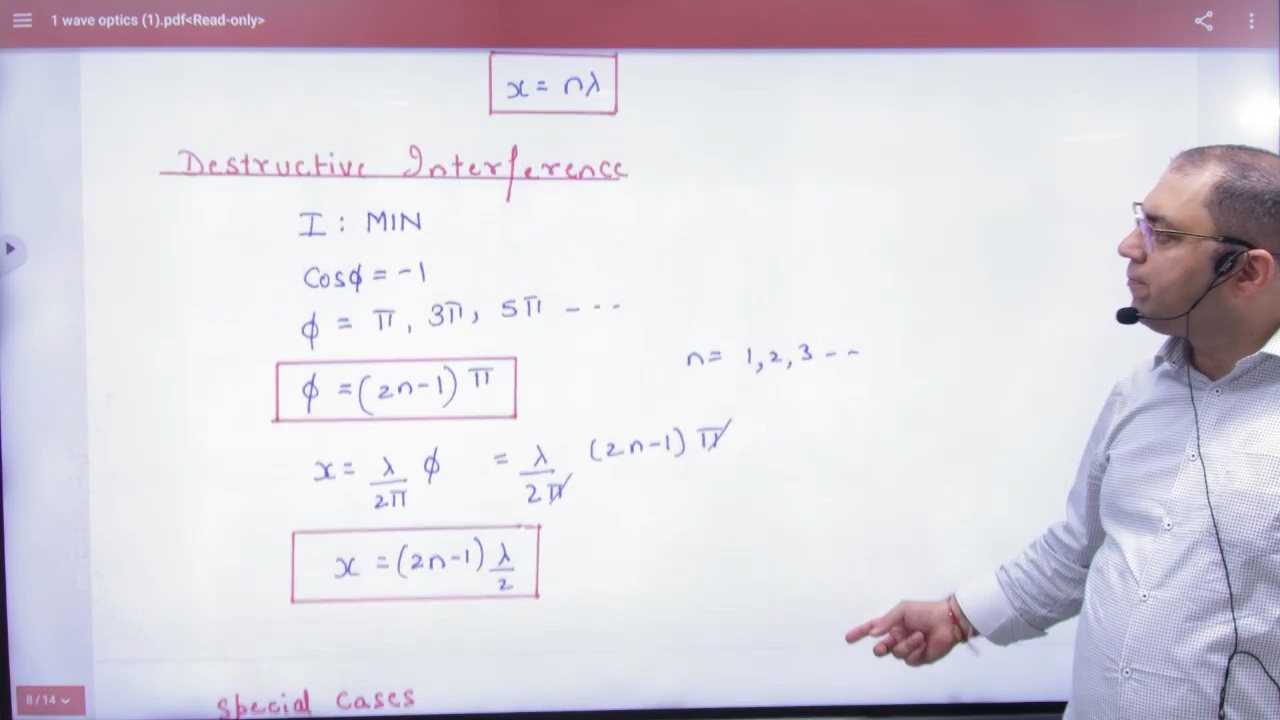 1 wave optics (1).pdf<Read-only>
x = nλ
Destructive Interference
I : MIN
Cosϕ = -1
ϕ = π, 3π, 5π - - -
n = 1, 2, 3 - -
ϕ = (2n-1) π
x = λ/2π ϕ = λ/2π (2n-1) π
x = (2n-1) λ/2
8 / 14
Special Cases